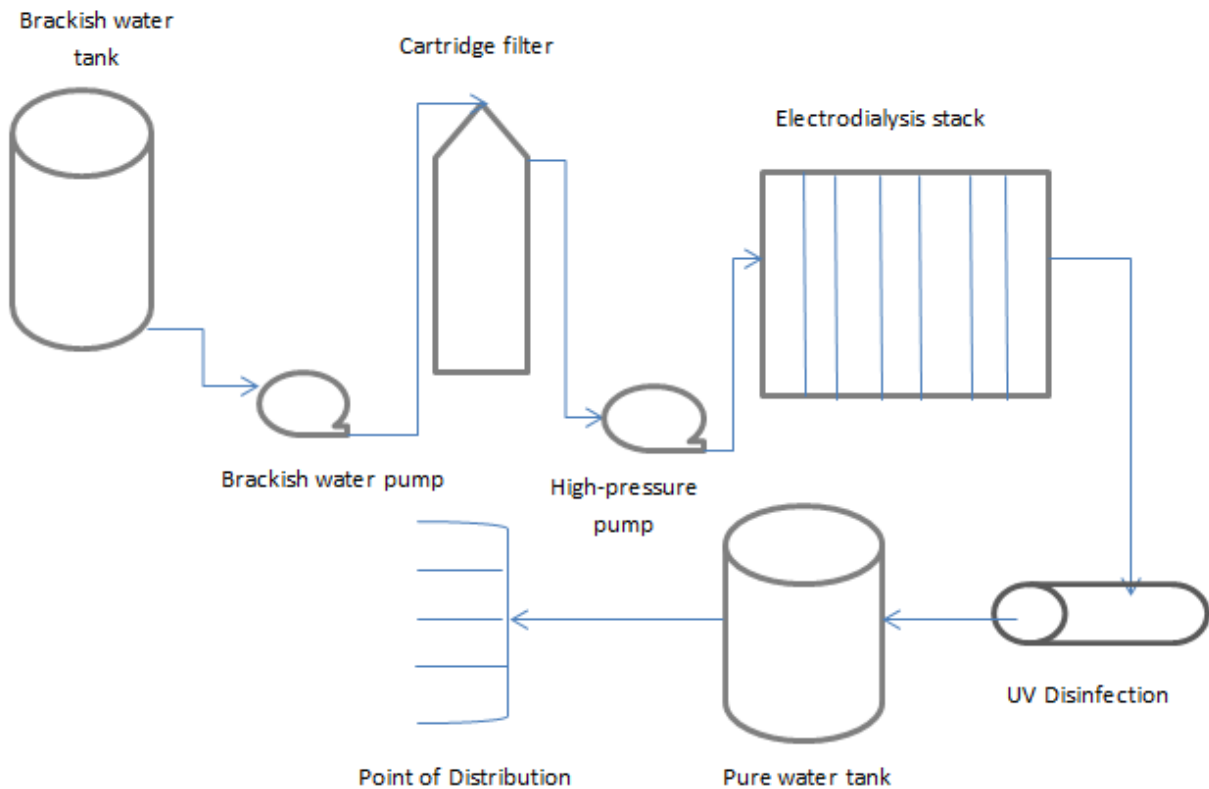 Brackish water
tank
Cartridge filter
Electrodialysis stack
Brackish water pump
High-pressure
pump
UV Disinfection
Point of Distribution
Pure water tank